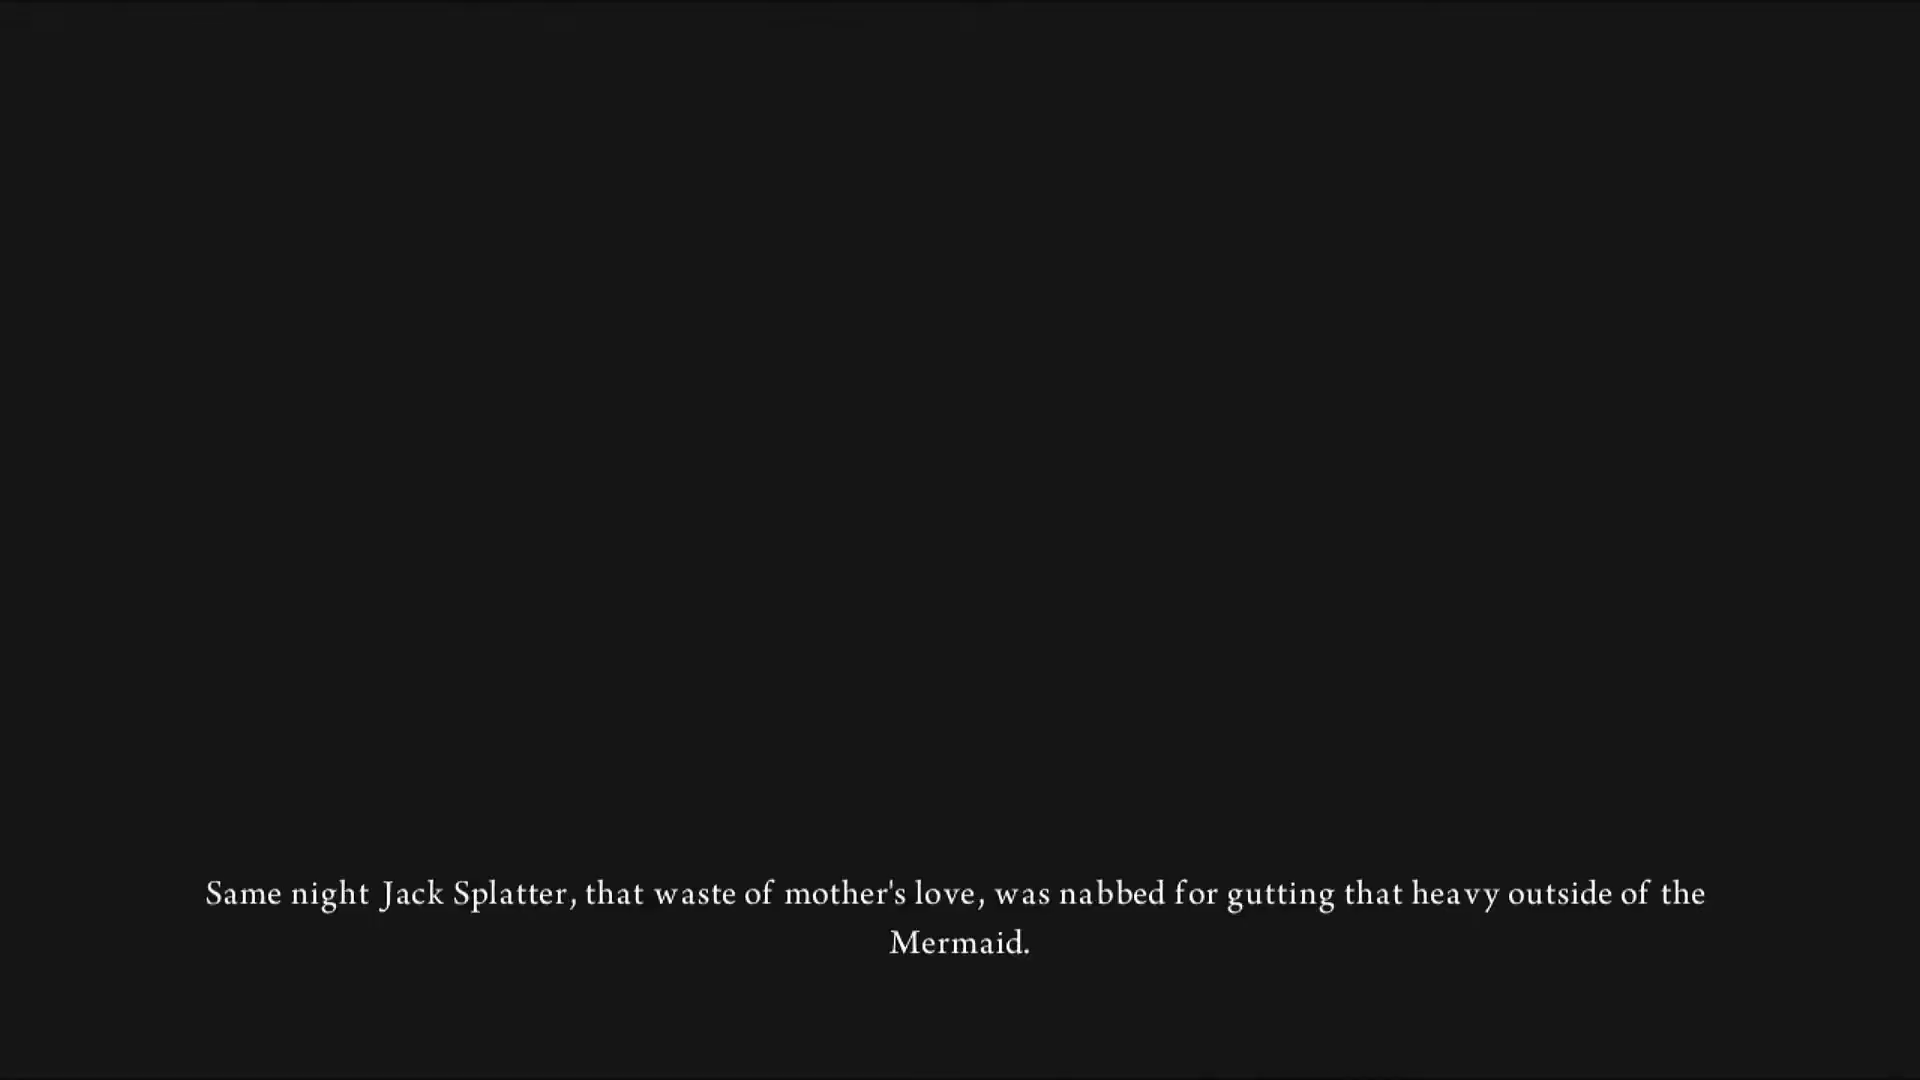 Same night Jack Splatter, that waste of mother's love, was nabbed for gutting that heavy outside of the
Mermaid.